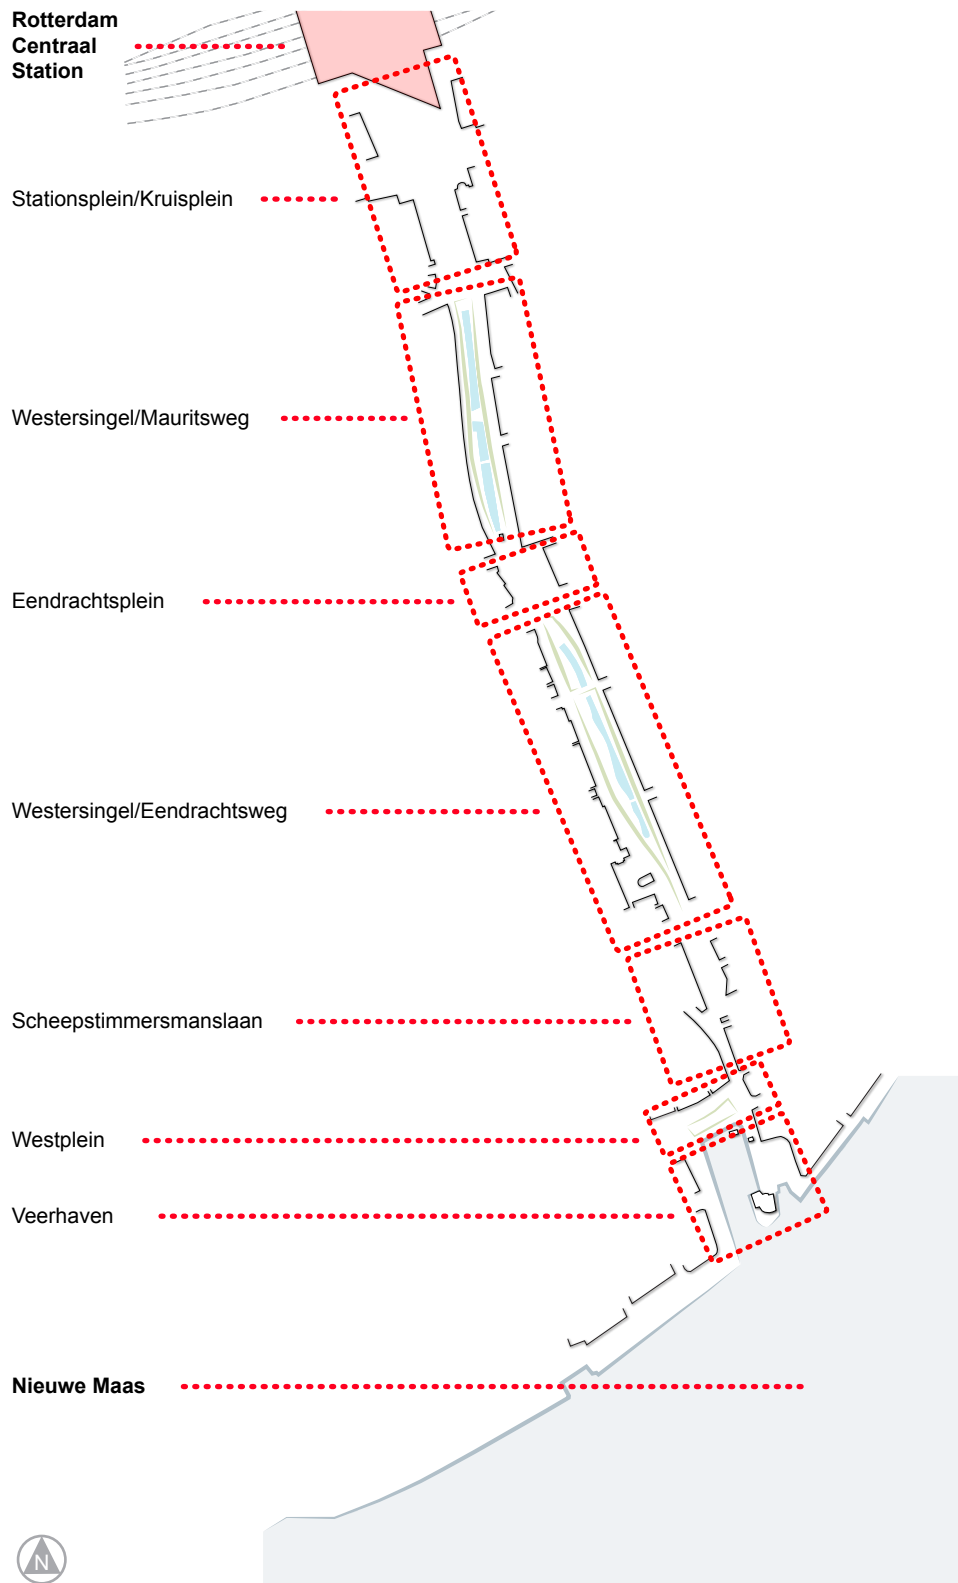 Rotterdam
Centraal
Station
Stationsplein/Kruisplein
Westersingel/Mauritsweg
Eendrachtsplein
Westersingel/Eendrachtsweg
Scheepstimmersmanslaan
Westplein
Veerhaven
Nieuwe Maas
N